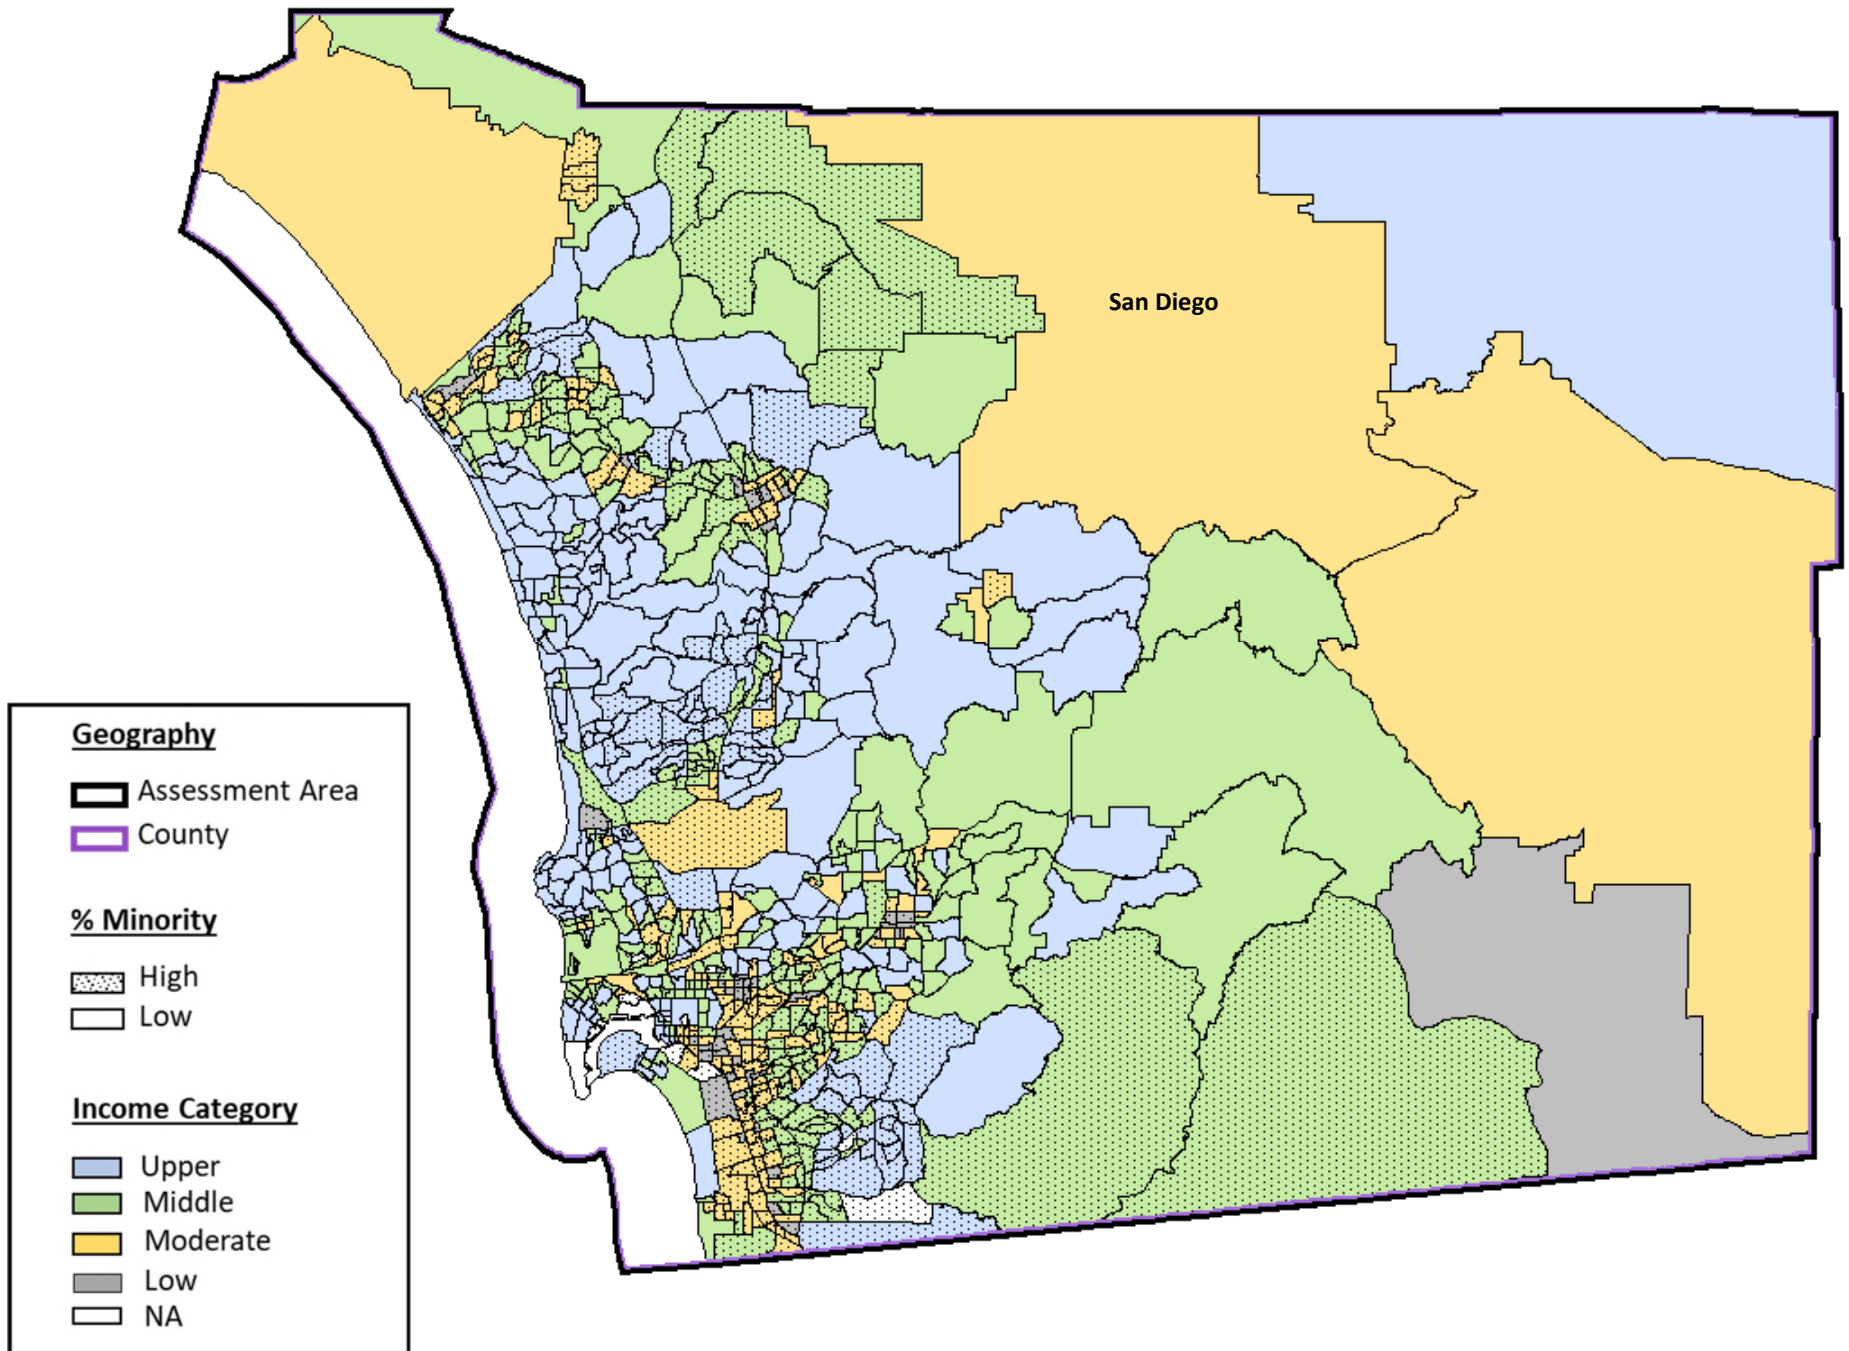 San Diego
Geography
Assessment Area
County
% Minority
High
Low
Income Category
Upper
Middle
Moderate
Low
NA